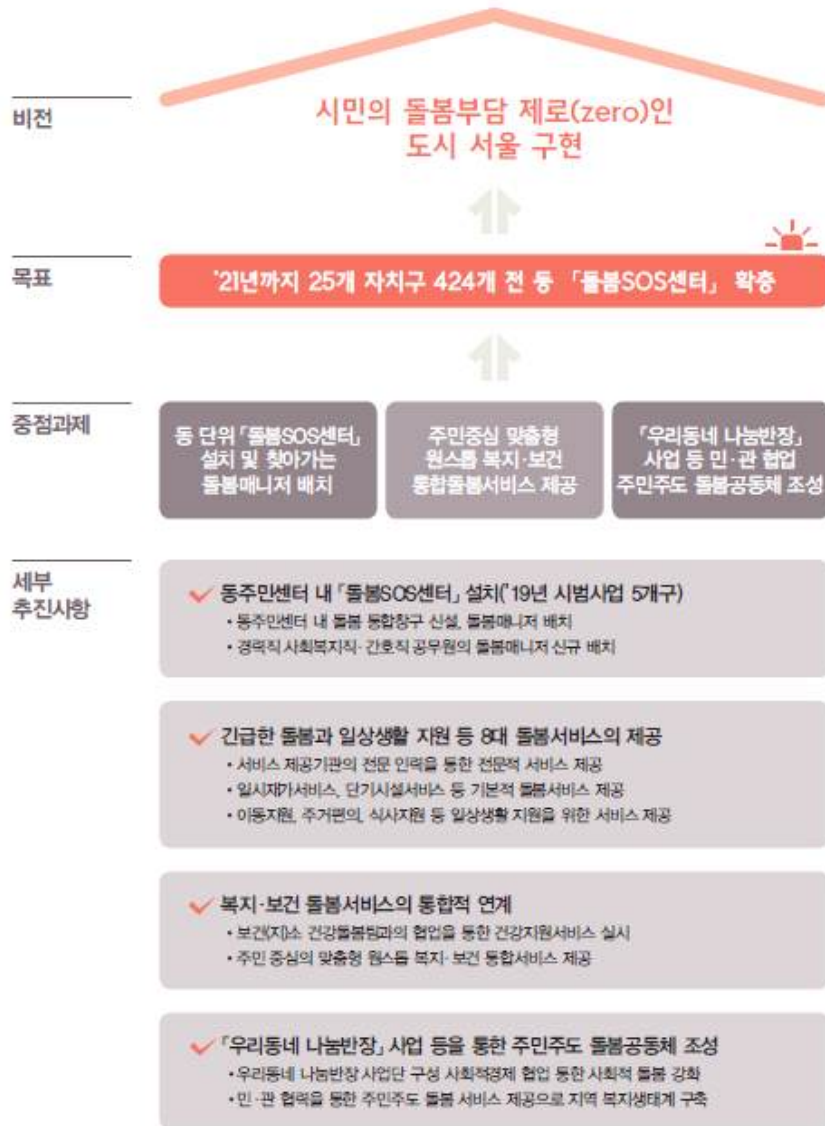 비전
시민의 돌봄부담 제로(zero)인
도시 서울 구현
목표
'21년까지 25개 자치구 424개 전 동 「돌봄SOS센터」 확충
중점과제
동 단위 「돌봄SOS센터」
설치 및 찾아가는
돌봄매니저 배치
주민중심 맞춤형
원스톱 복지·보건
통합돌봄서비스 제공
「우리동네 나눔반장」
사업 등 민·관 협업
주민주도 돌봄공동체 조성
세부
추진사항
동주민센터 내 「돌봄SOS센터」 설치('19년 시범사업 5개구)
• 동주민센터 내 돌봄 통합창구 신설, 돌봄매니저 배치
• 경력직 사회복지직·간호직 공무원의 돌봄매니저 신규 배치
긴급한 돌봄과 일상생활 지원 등 8대 돌봄서비스의 제공
• 서비스 제공기관의 전문 인력을 통한 전문적 서비스 제공
• 일시재가서비스, 단기시설서비스 등 기본적 돌봄서비스 제공
• 이동지원, 주거편의, 식사지원 등 일상생활 지원을 위한 서비스 제공
복지·보건 돌봄서비스의 통합적 연계
• 보건(지)소 건강돌봄팀과의 협업을 통한 건강지원서비스 실시
• 주민 중심의 맞춤형 원스톱 복지·보건 통합서비스 제공
「우리동네 나눔반장」 사업 등을 통한 주민주도 돌봄공동체 조성
• 우리동네 나눔반장 사업단 구성 사회적경제 협업 통한 사회적 돌봄 강화
• 민·관 협력을 통한 주민주도 돌봄 서비스 제공으로 지역 복지생태계 구축